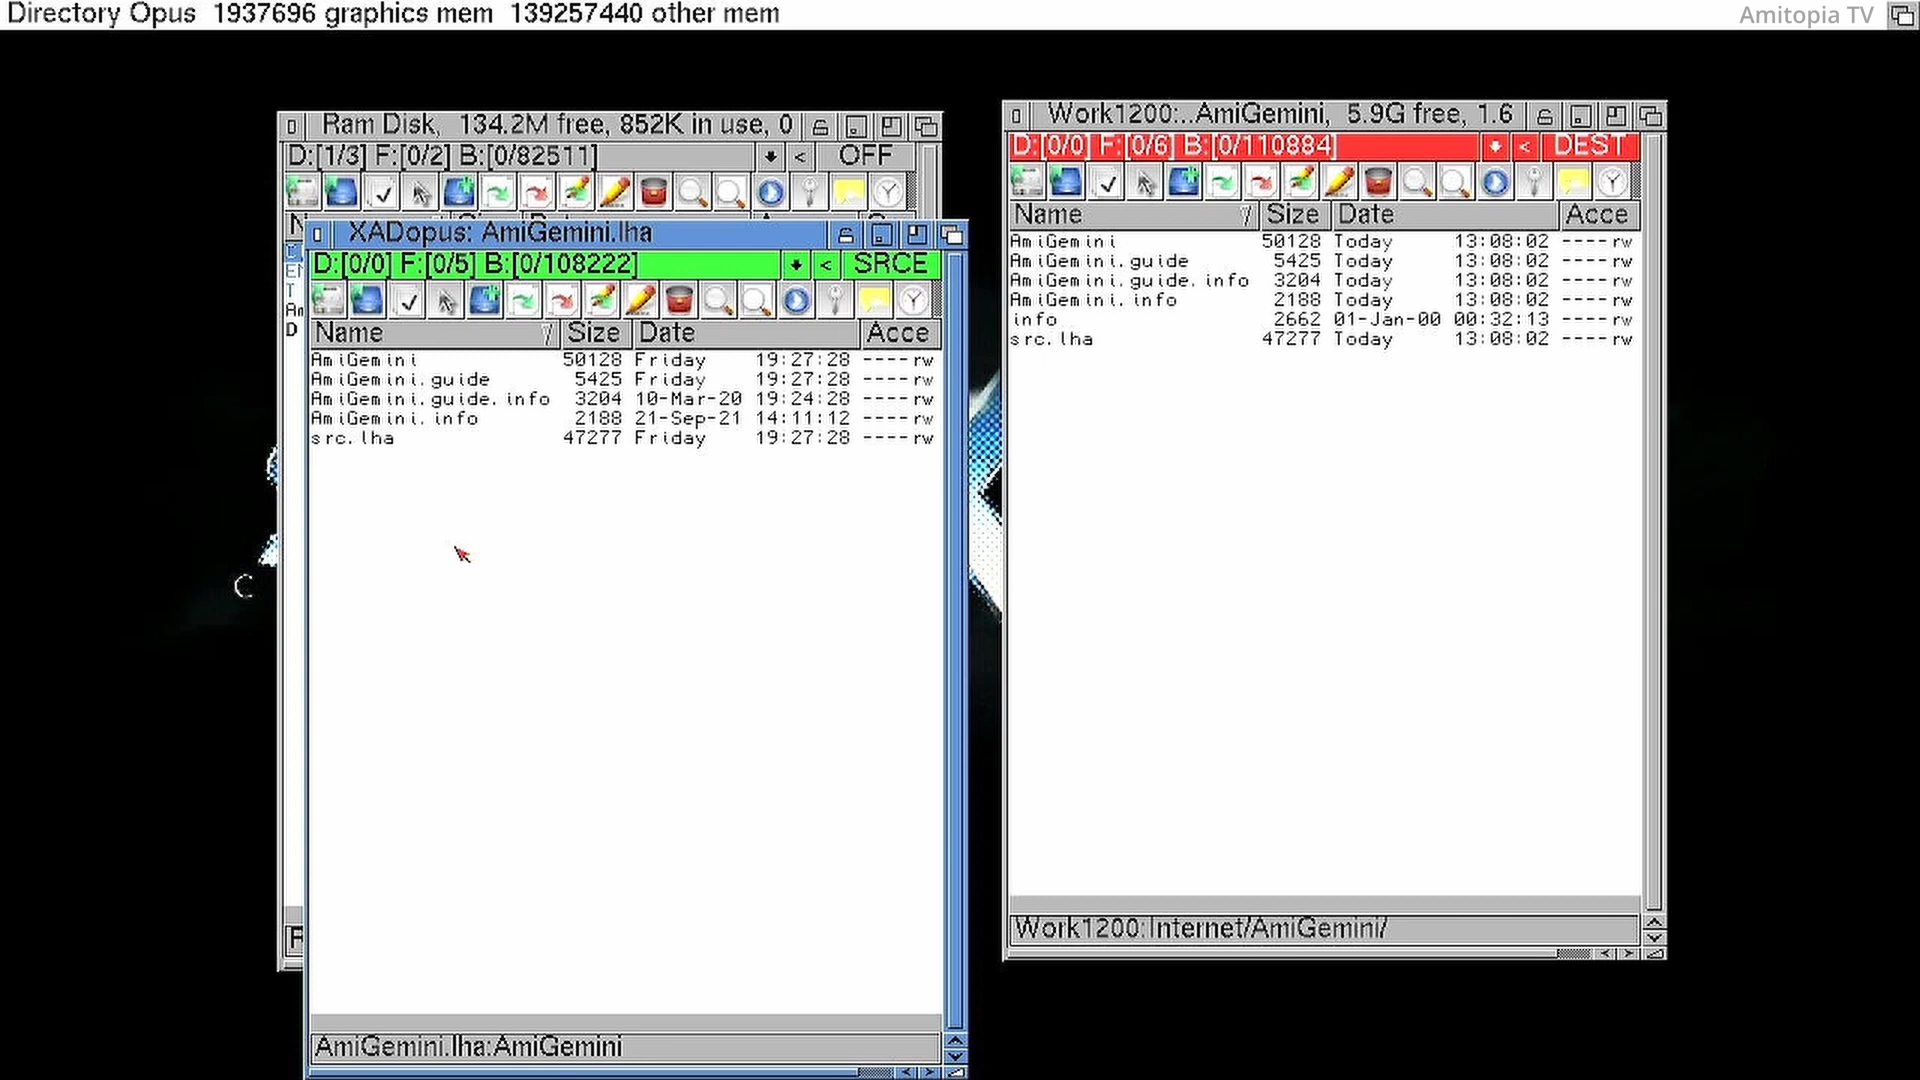 Directory Opus 1937696 graphics mem 139257440 other mem
Amitopia TV
Ram Disk, 134.2M free, 852K in use, 0
D:[1/3] F:[0/2] B:[0/82511] < OFF
XADopus: AmiGemini.lha
D:[0/0] F:[0/5] B:[0/108222] < SRCE
Name Size Date Acce
AmiGemini 50128 Friday 19:27:28 ----rw
AmiGemini.guide 5425 Friday 19:27:28 ----rw
AmiGemini.guide.info 3204 10-Mar-20 19:24:28 ----rw
AmiGemini.info 2188 21-Sep-21 14:11:12 ----rw
src.lha 47277 Friday 19:27:28 ----rw
AmiGemini.lha:AmiGemini
Work1200:..AmiGemini, 5.9G free, 1.6
D:[0/0] F:[0/6] B:[0/110884] < DEST
Name Size Date Acce
AmiGemini 50128 Today 13:08:02 ----rw
AmiGemini.guide 5425 Today 13:08:02 ----rw
AmiGemini.guide.info 3204 Today 13:08:02 ----rw
AmiGemini.info 2188 Today 13:08:02 ----rw
info 2662 01-Jan-00 00:32:13 ----rw
src.lha 47277 Today 13:08:02 ----rw
Work1200:Internet/AmiGemini/